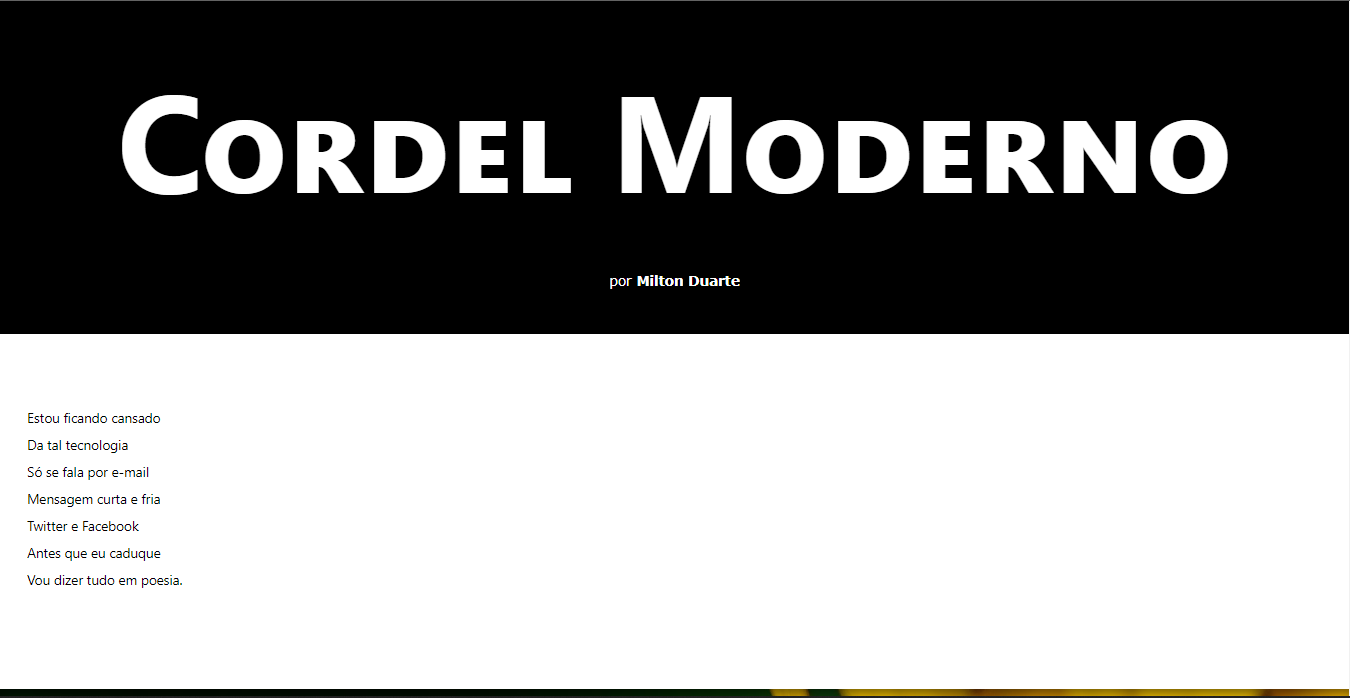 Cordel Moderno
por Milton Duarte
Estou ficando cansado
Da tal tecnologia
Só se fala por e-mail
Mensagem curta e fria
Twitter e Facebook
Antes que eu caduque
Vou dizer tudo em poesia.